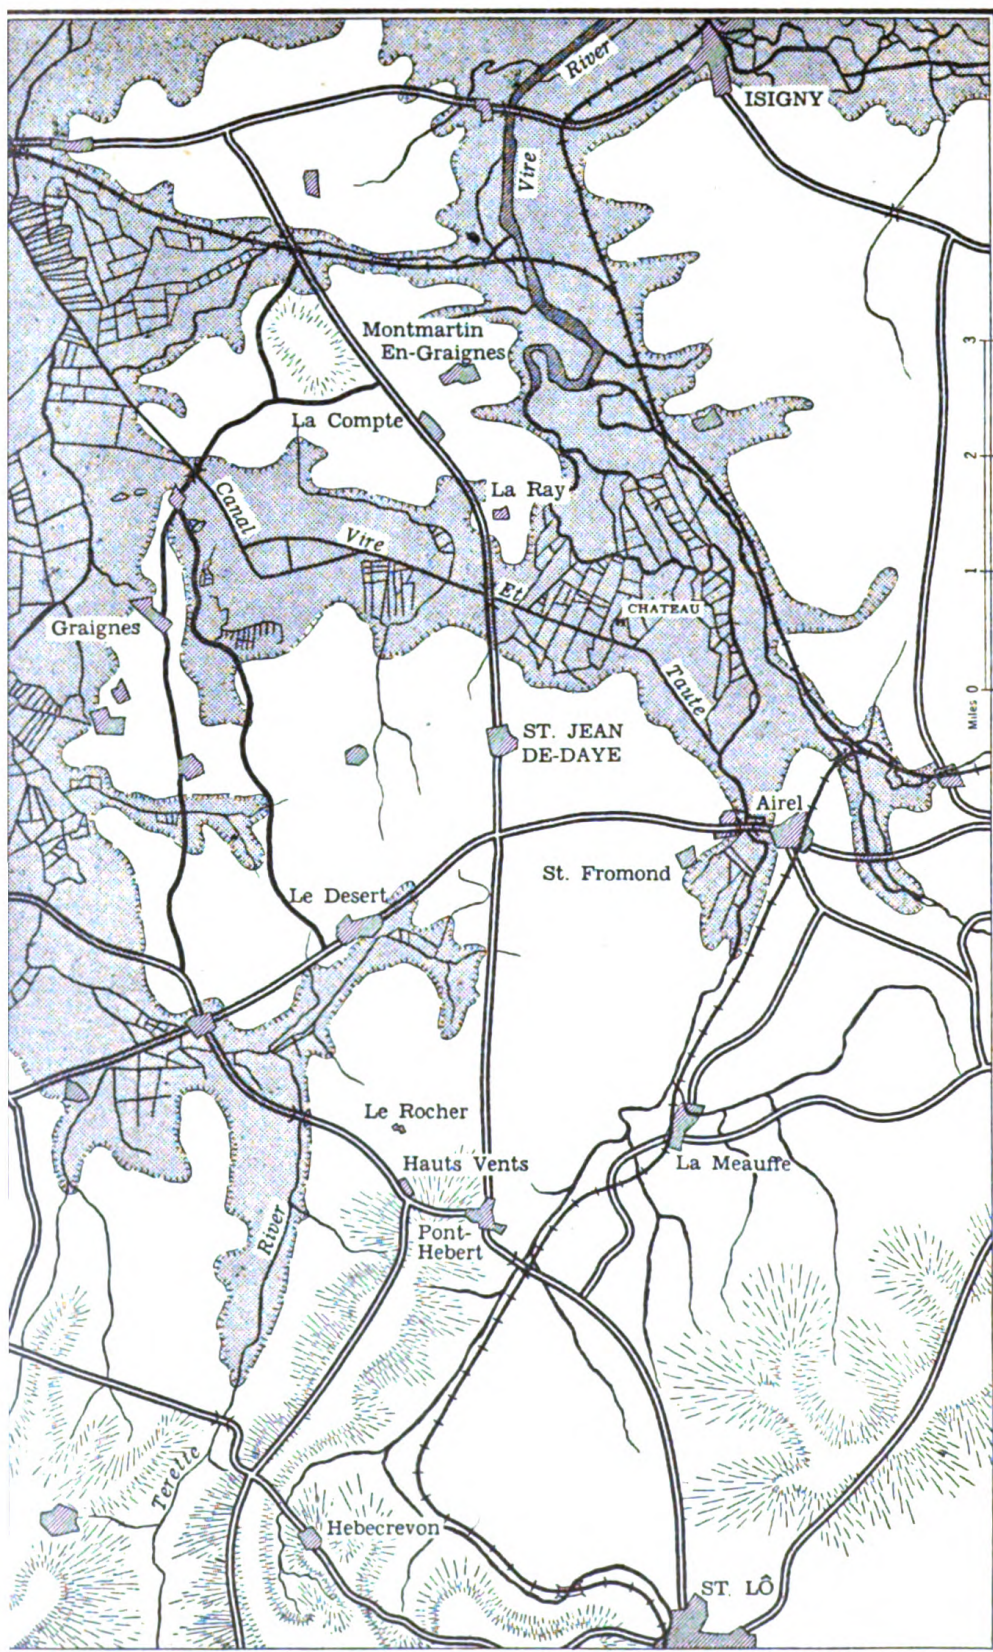 River
ISIGNY
Vire
3
Montmartin
En-Graignes
La Compte
2
La Ray
Canal
Vire
1
Et
CHATEAU
Graignes
Taute
Miles 0
ST. JEAN
DE-DAYE
Airel
St. Fromond
Le Desert
Le Rocher
Hauts Vents
La Meauffe
River
Pont-
Hebert
Terette
Hebecrevon
ST. LÔ